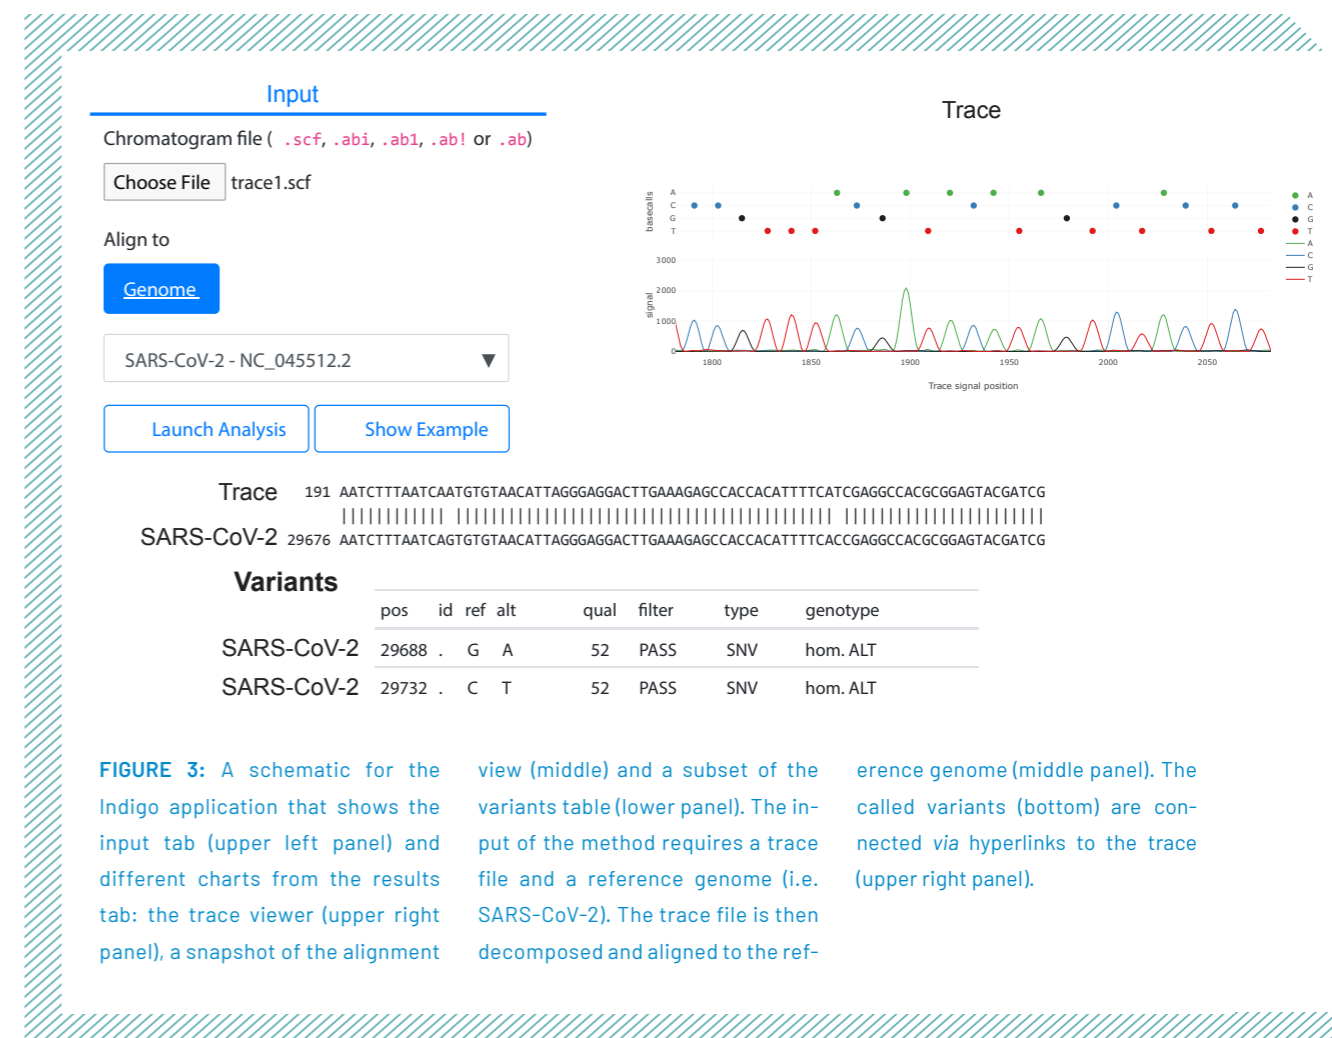 Input
Chromatogram file ( .scf, .abi, .ab1, .ab! or .ab)
Choose File trace1.scf
Align to
Genome
SARS-CoV-2 - NC_045512.2 ▼
Launch Analysis Show Example
Trace
basecalls
A
C
G
T
A
C
G
T
A
C
G
T
signal
3000
2000
1000
0
1800 1850 1900 1950 2000 2050
Trace signal position
Trace 191 AATCTTTAATCAATGTGTAACATTAGGGAGGACTTGAAAGAGCCACCACATTTTCATCGAGGCCACGCGGAGTACGATCG
SARS-CoV-2 29676 AATCTTTAATCAGTGTGTAACATTAGGGAGGACTTGAAAGAGCCACCACATTTTCACCGAGGCCACGCGGAGTACGATCG
Variants
pos id ref alt qual filter type genotype
SARS-CoV-2 29688 . G A 52 PASS SNV hom. ALT
SARS-CoV-2 29732 . C T 52 PASS SNV hom. ALT
FIGURE 3: A schematic for the
Indigo application that shows the
input tab (upper left panel) and
different charts from the results
tab: the trace viewer (upper right
panel), a snapshot of the alignment
view (middle) and a subset of the
variants table (lower panel). The in-
put of the method requires a trace
file and a reference genome (i.e.
SARS-CoV-2). The trace file is then
decomposed and aligned to the ref-
erence genome (middle panel). The
called variants (bottom) are con-
nected via hyperlinks to the trace
(upper right panel).